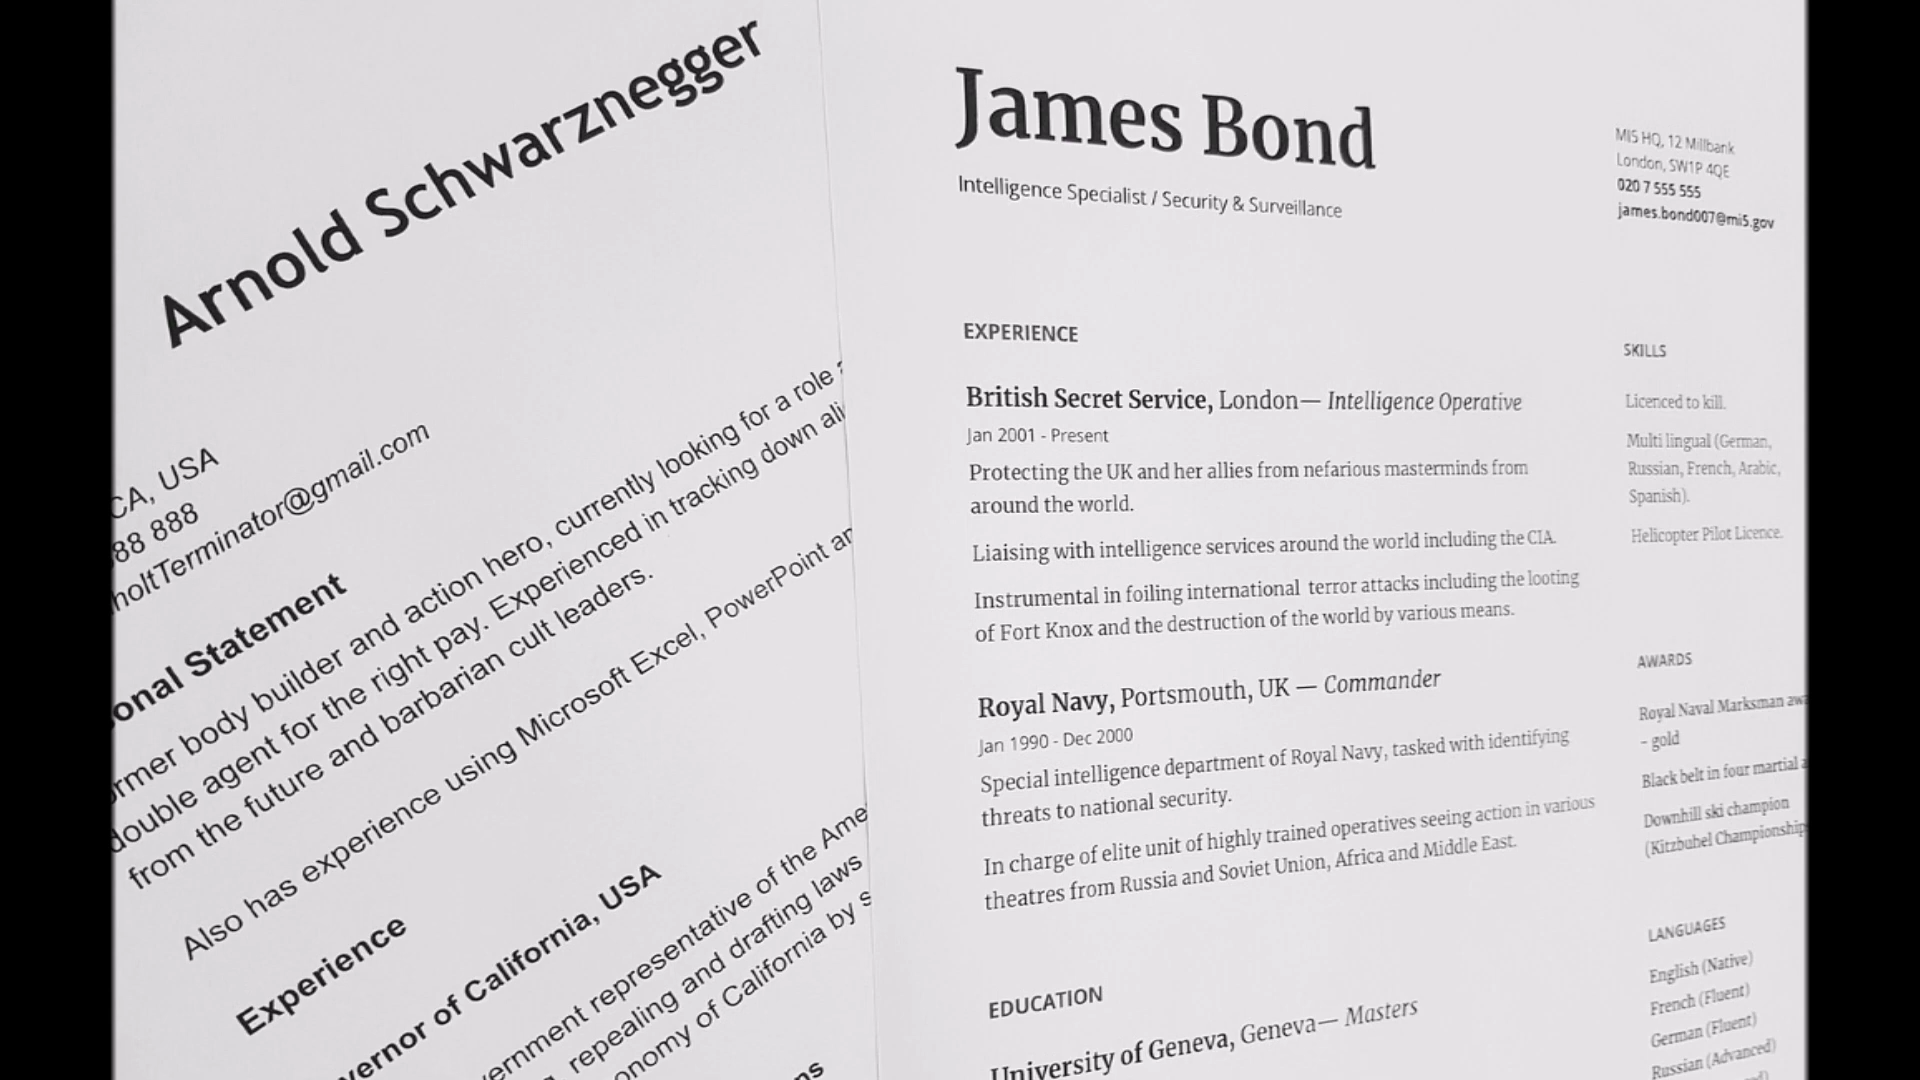 Arnold Schwarznegger
CA, USA
88 888
holtTerminator@gmail.com
onal Statement
rmer body builder and action hero, currently looking for a role
double agent for the right pay. Experienced in tracking down ali
from the future and barbarian cult leaders.
Also has experience using Microsoft Excel, PowerPoint an
Experience
vernor of California, USA
ernment representative of the Ame
repealing and drafting laws
onomy of California by s
ns
James Bond
Intelligence Specialist / Security & Surveillance
MI5 HQ, 12 Millbank
London, SW1P 4QE
020 7 555 555
james.bond007@mi5.gov
EXPERIENCE
British Secret Service, London— Intelligence Operative
Jan 2001 - Present
Protecting the UK and her allies from nefarious masterminds from
around the world.
Liaising with intelligence services around the world including the CIA.
Instrumental in foiling international terror attacks including the looting
of Fort Knox and the destruction of the world by various means.
Royal Navy, Portsmouth, UK — Commander
Jan 1990 - Dec 2000
Special intelligence department of Royal Navy, tasked with identifying
threats to national security.
In charge of elite unit of highly trained operatives seeing action in various
theatres from Russia and Soviet Union, Africa and Middle East.
EDUCATION
University of Geneva, Geneva— Masters
SKILLS
Licenced to kill.
Multi lingual (German,
Russian, French, Arabic,
Spanish).
Helicopter Pilot Licence.
AWARDS
Royal Naval Marksman awa
- gold
Black belt in four martial a
Downhill ski champion
(Kitzbuhel Championship
LANGUAGES
English (Native)
French (Fluent)
German (Fluent)
Russian (Advanced)